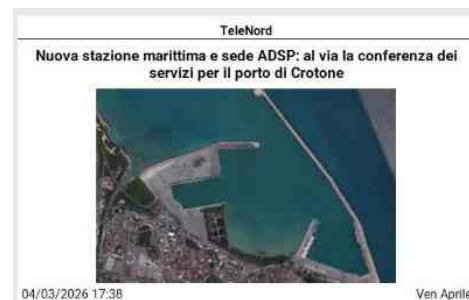 TeleNord
Nuova stazione marittima e sede ADSP: al via la conferenza dei
servizi per il porto di Crotone
04/03/2026 17:38
Ven Aprile